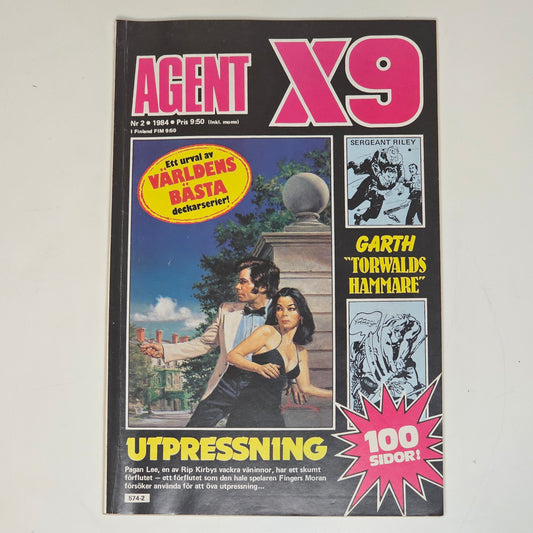 AGENT X9
Nr 2 • 1984 • Pris 9:50 (Inkl. moms)
I Finland FIM 9:50
Ett urval av
VÄRLDENS
BÄSTA
deckarserier!
SERGEANT RILEY
GARTH
"TORWALDS
HAMMARE"
100
SIDOR!
UTPRESSNING
Pagan Lee, en av Rip Kirbys vackra väninnor, har ett skumt
förflutet – ett förflutet som den hale spelaren Fingers Moran
försöker använda för att öva utpressning...
574-2